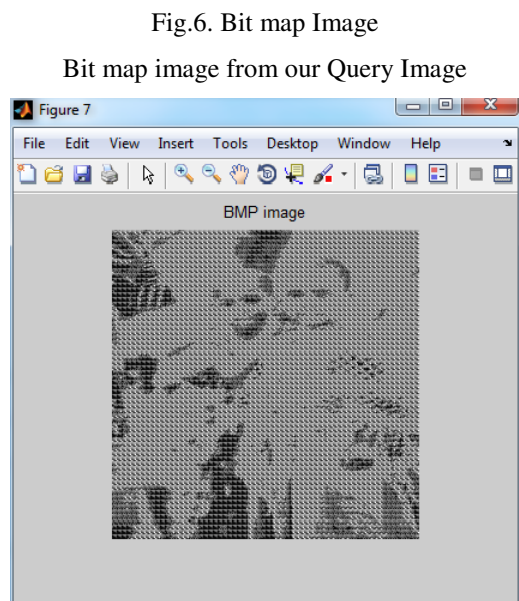 Fig.6. Bit map Image
Bit map image from our Query Image
Figure 7
File Edit View Insert Tools Desktop Window Help
BMP image